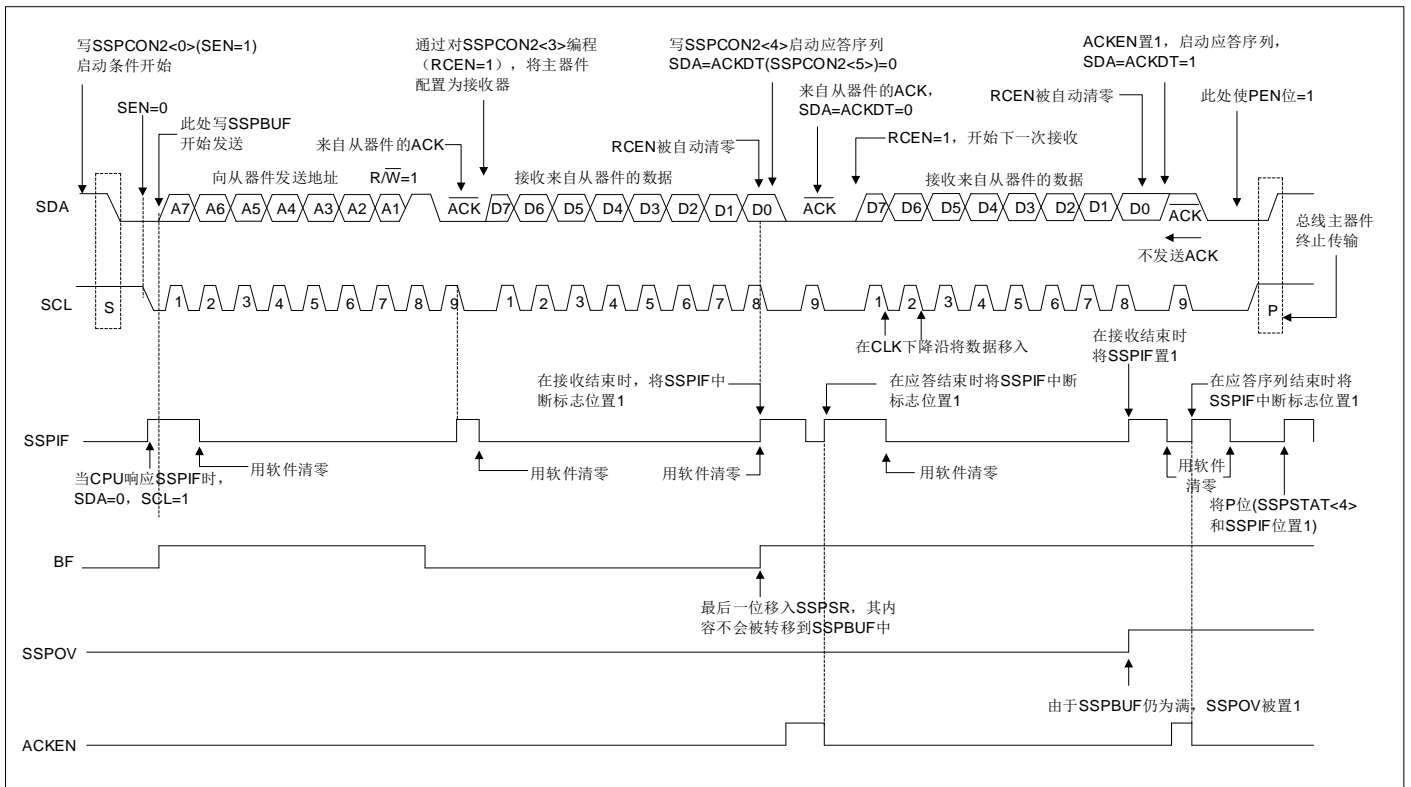 写SSPCON2<0>(SEN=1)
启动条件开始
SEN=0
此处写SSPBUF
开始发送
通过对SSPCON2<3>编程
（RCEN=1），将主器件
配置为接收器
写SSPCON2<4>启动应答序列
SDA=ACKDT(SSPCON2<5>)=0
来自从器件的ACK，
SDA=ACKDT=0
ACKEN置1，启动应答序列，
SDA=ACKDT=1
RCEN被自动清零
此处使PEN位=1
来自从器件的ACK
RCEN被自动清零
RCEN=1，开始下一次接收
向从器件发送地址
R/W=1
接收来自从器件的数据
接收来自从器件的数据
SDA
A7 A6 A5 A4 A3 A2 A1
ACK
D7 D6 D5 D4 D3 D2 D1 D0
ACK
D7 D6 D5 D4 D3 D2 D1 D0
ACK
不发送ACK
总线主器件
终止传输
SCL
S
1 2 3 4 5 6 7 8 9
1 2 3 4 5 6 7 8 9
1 2 3 4 5 6 7 8 9
P
在CLK下降沿将数据移入
在接收结束时，将SSPIF中
断标志位置1
在应答结束时将SSPIF中断
标志位置1
在接收结束时
将SSPIF置1
在应答序列结束时将
SSPIF中断标志位置1
SSPIF
当CPU响应SSPIF时，
SDA=0，SCL=1
用软件清零
用软件清零
用软件清零
用软件清零
用软件
清零
将P位(SSPSTAT<4>
和SSPIF位置1)
BF
最后一位移入SSPSR，其内
容不会被转移到SSPBUF中
SSPOV
由于SSPBUF仍为满，SSPOV被置1
ACKEN